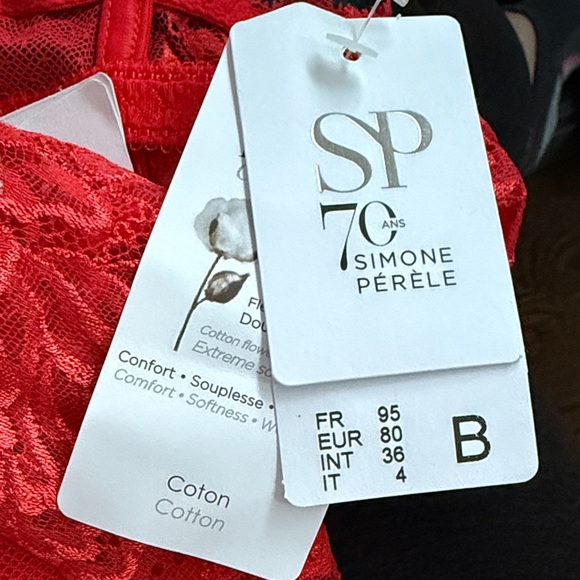 SP
70 ANS
SIMONE
PÉRÈLE
Cotton flow
Extreme
Confort • Souplesse •
Comfort • Softness •
Coton
Cotton
FR 95
EUR 80
INT 36
IT 4
B